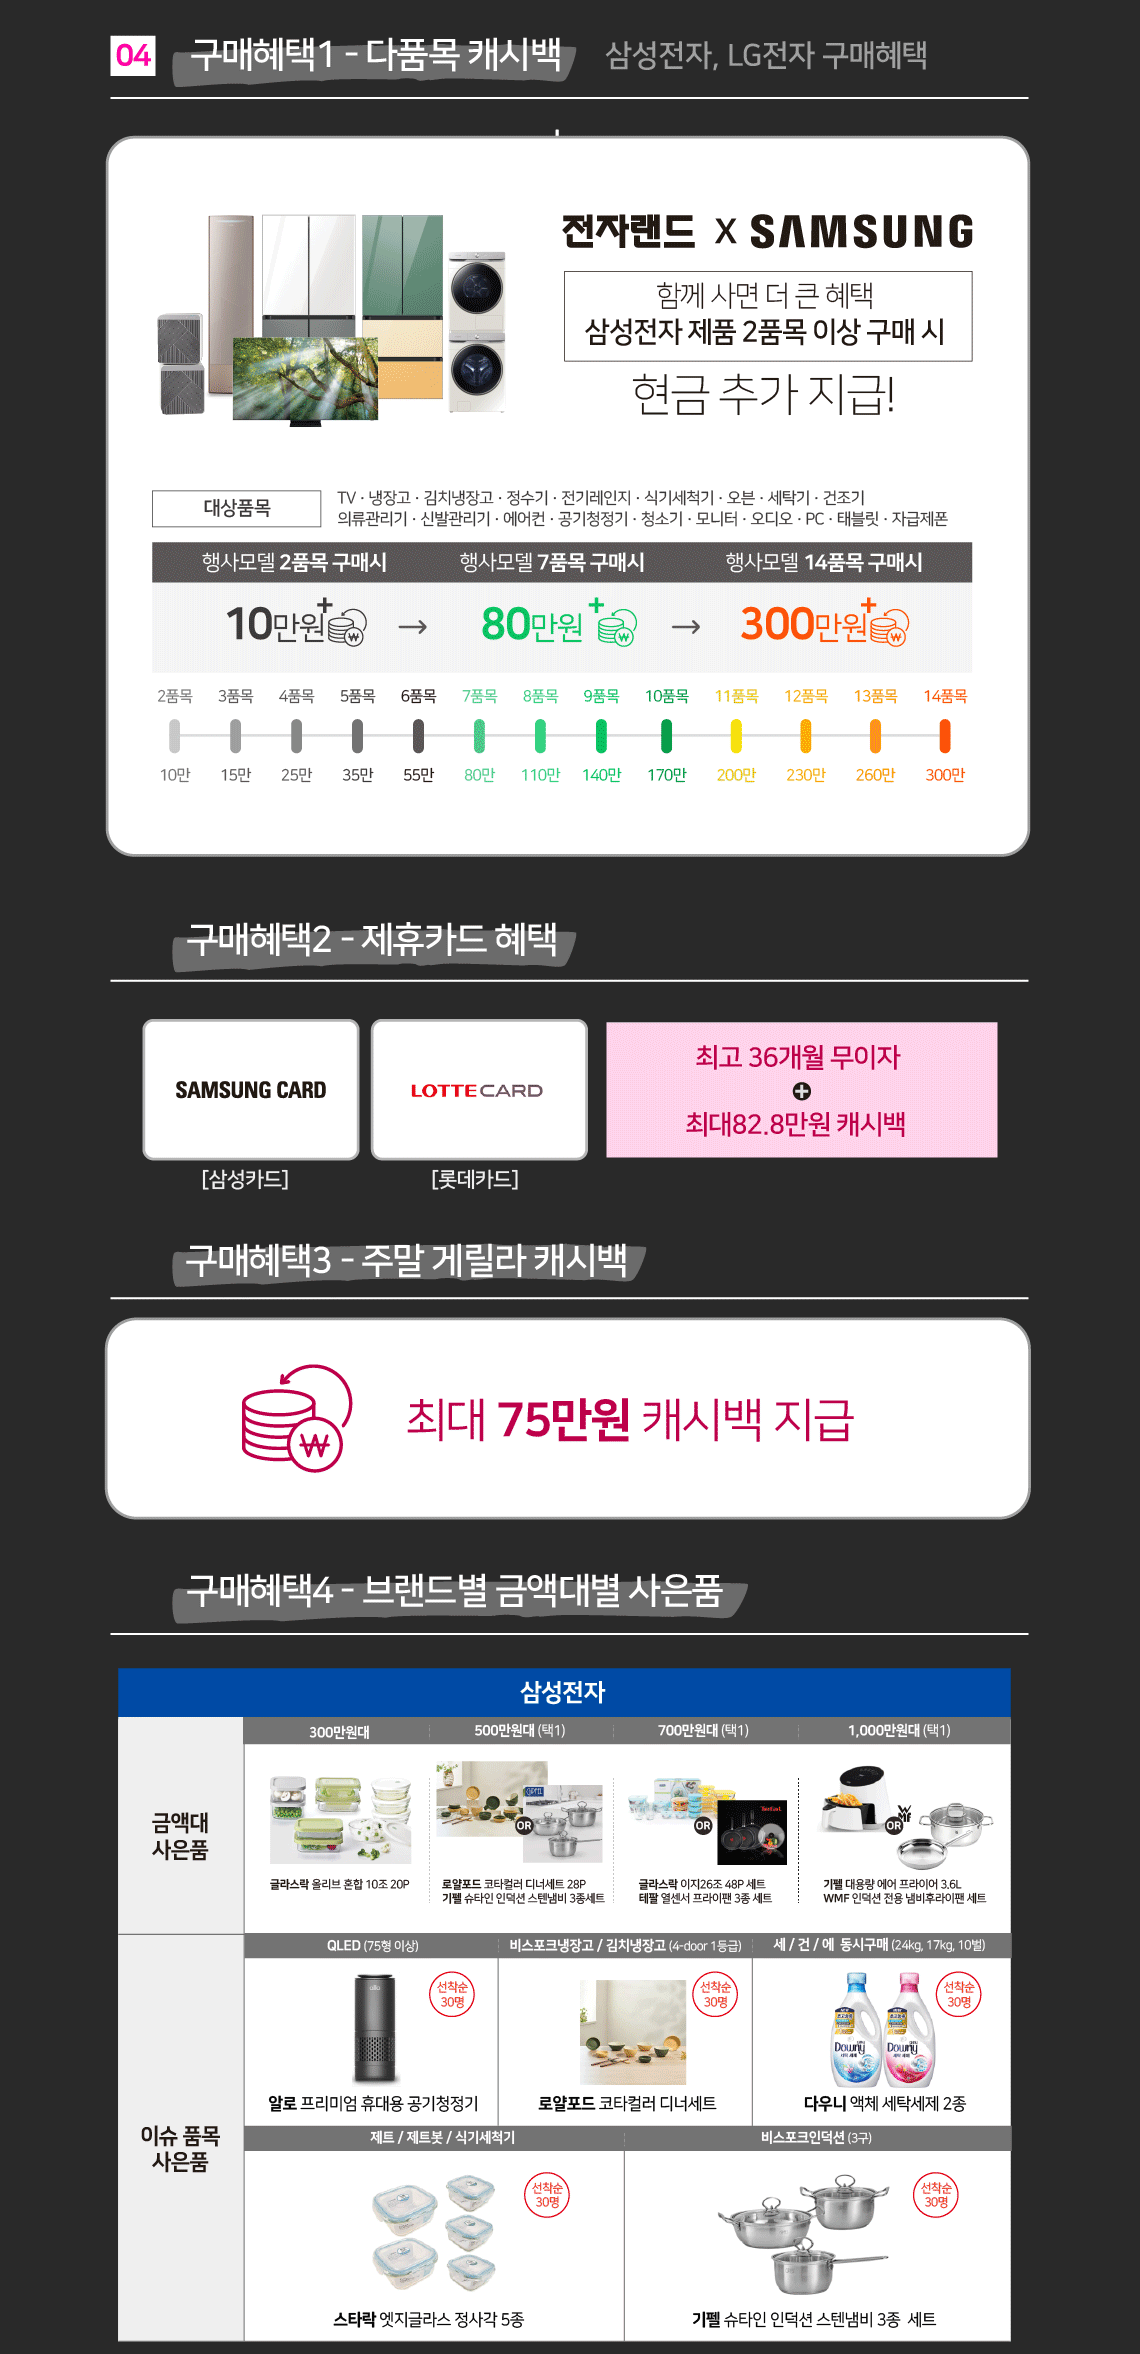 04 구매혜택1 - 다품목 캐시백 삼성전자, LG전자 구매혜택
전자랜드 X SAMSUNG
함께 사면 더 큰 혜택
삼성전자 제품 2품목 이상 구매 시
현금 추가 지급!
대상품목
TV · 냉장고 · 김치냉장고 · 정수기 · 전기레인지 · 식기세척기 · 오븐 · 세탁기 · 건조기
의류관리기 · 신발관리기 · 에어컨 · 공기청정기 · 청소기 · 모니터 · 오디오 · PC · 태블릿 · 자급제폰
행사모델 2품목 구매시 행사모델 7품목 구매시 행사모델 14품목 구매시
10만원+ → 80만원+ → 300만원+
2품목 3품목 4품목 5품목 6품목 7품목 8품목 9품목 10품목 11품목 12품목 13품목 14품목
10만 15만 25만 35만 55만 80만 110만 140만 170만 200만 230만 260만 300만
구매혜택2 - 제휴카드 혜택
SAMSUNG CARD
LOTTE CARD
최고 36개월 무이자
+
최대82.8만원 캐시백
[삼성카드] [롯데카드]
구매혜택3 - 주말 게릴라 캐시백
최대 75만원 캐시백 지급
구매혜택4 - 브랜드별 금액대별 사은품
삼성전자
300만원대 500만원대 (택1) 700만원대 (택1) 1,000만원대 (택1)
금액대
사은품
OR OR OR
Tefal
WMF
글라스락 올리브 혼합 10조 20P
로얄포드 코타컬러 디너세트 28P
기펠 슈타인 인덕션 스텐냄비 3종세트
글라스락 이지26조 48P 세트
테팔 열센서 프라이팬 3종 세트
기펠 대용량 에어 프라이어 3.6L
WMF 인덕션 전용 냄비후라이팬 세트
이슈 품목
사은품
QLED (75형 이상) 비스포크냉장고 / 김치냉장고 (4-door 1등급) 세 / 건 / 에 동시구매 (24kg, 17kg, 10벌)
선착순
30명
선착순
30명
선착순
30명
Downy
Downy
알로 프리미엄 휴대용 공기청정기
로얄포드 코타컬러 디너세트
다우니 액체 세탁세제 2종
제트 / 제트봇 / 식기세척기 비스포크인덕션 (3구)
선착순
30명
선착순
30명
스타락 엣지글라스 정사각 5종
기펠 슈타인 인덕션 스텐냄비 3종 세트